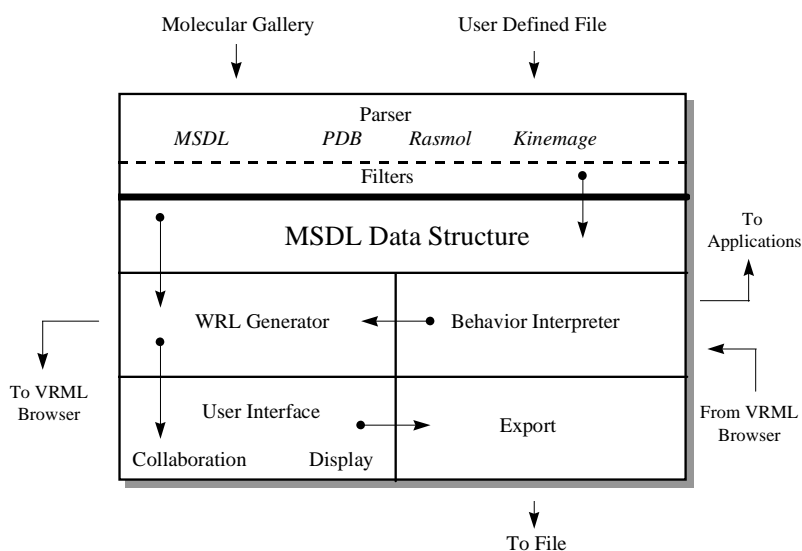 Molecular Gallery
User Defined File
Parser
MSDL
PDB
Rasmol
Kinemage
Filters
MSDL Data Structure
To
Applications
WRL Generator
Behavior Interpreter
To VRML
Browser
From VRML
Browser
User Interface
Export
Collaboration
Display
To File